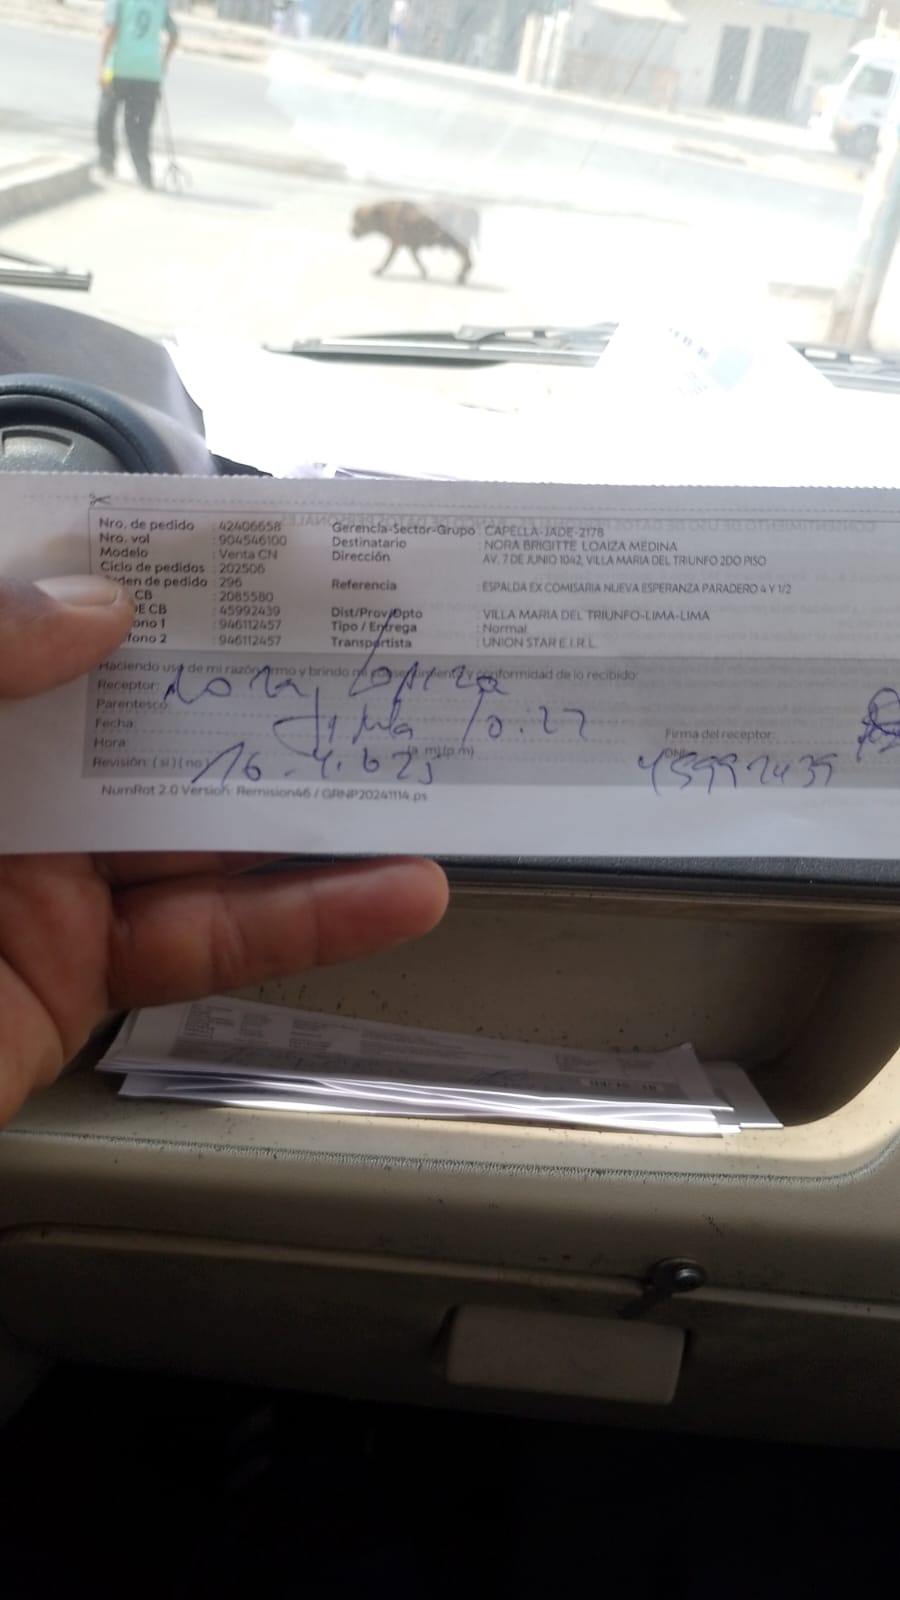 9
Nro. de pedido : 42406658 Gerencia-Sector-Grupo : CAPELLA-JADE-2178
Nro. vol : 904546100 Destinatario : NORA BRIGITTE LOAIZA MEDINA
Modelo : Venta CN Dirección : AV. 7 DE JUNIO 1042, VILLA MARIA DEL TRIUNFO 2DO PISO
Ciclo de pedidos : 202506
rden de pedido : 296 Referencia : ESPALDA EX COMISARIA NUEVA ESPERANZA PARADERO 4 Y 1/2
CB : 2085580
E CB : 45992439 Dist/Prov/Dpto : VILLA MARIA DEL TRIUNFO-LIMA-LIMA
ono 1 : 946112457 Tipo / Entrega : Normal
fono 2 : 946112457 Transportista : UNION STAR E.I.R.L.
Haciendo uso de mi razón firmo y brindo mi consentimiento y conformidad de lo recibido:
Receptor: Nora Loaiza
Parentesco:
Fecha: 10:27 Firma del receptor:
Hora: (a.m)(p.m) DNI: 45992439
Revisión: ( si ) ( no ) 16-4-
NumRot 2.0 Version: Remision46 / GRNP20241114.ps